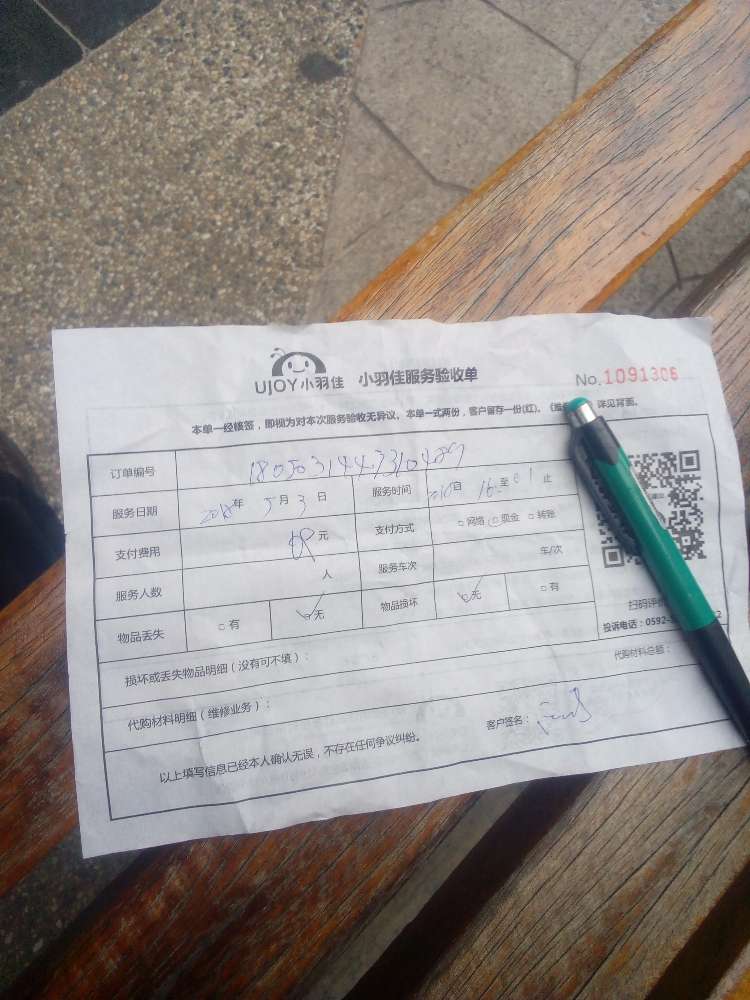 UJOY小羽佳 小羽佳服务验收单 No.1091306
本单一经核签，即视为对本次服务验收无异议。本单一式两份，客户留存一份(红)。 详见背面。
订单编号 1805031447310489
服务日期 2018年 5月 3日 服务时间 至 止
支付费用 元 支付方式 网络 现金 转账
服务人数 人 服务车次 车/次
物品丢失 有 无 物品损坏 无 有
扫码评价
损坏或丢失物品明细（没有可不填）： 投诉电话：0592-
代购材料明细（维修业务）： 代购材料总额：
以上填写信息已经本人确认无误，不存在任何争议纠纷。 客户签名：